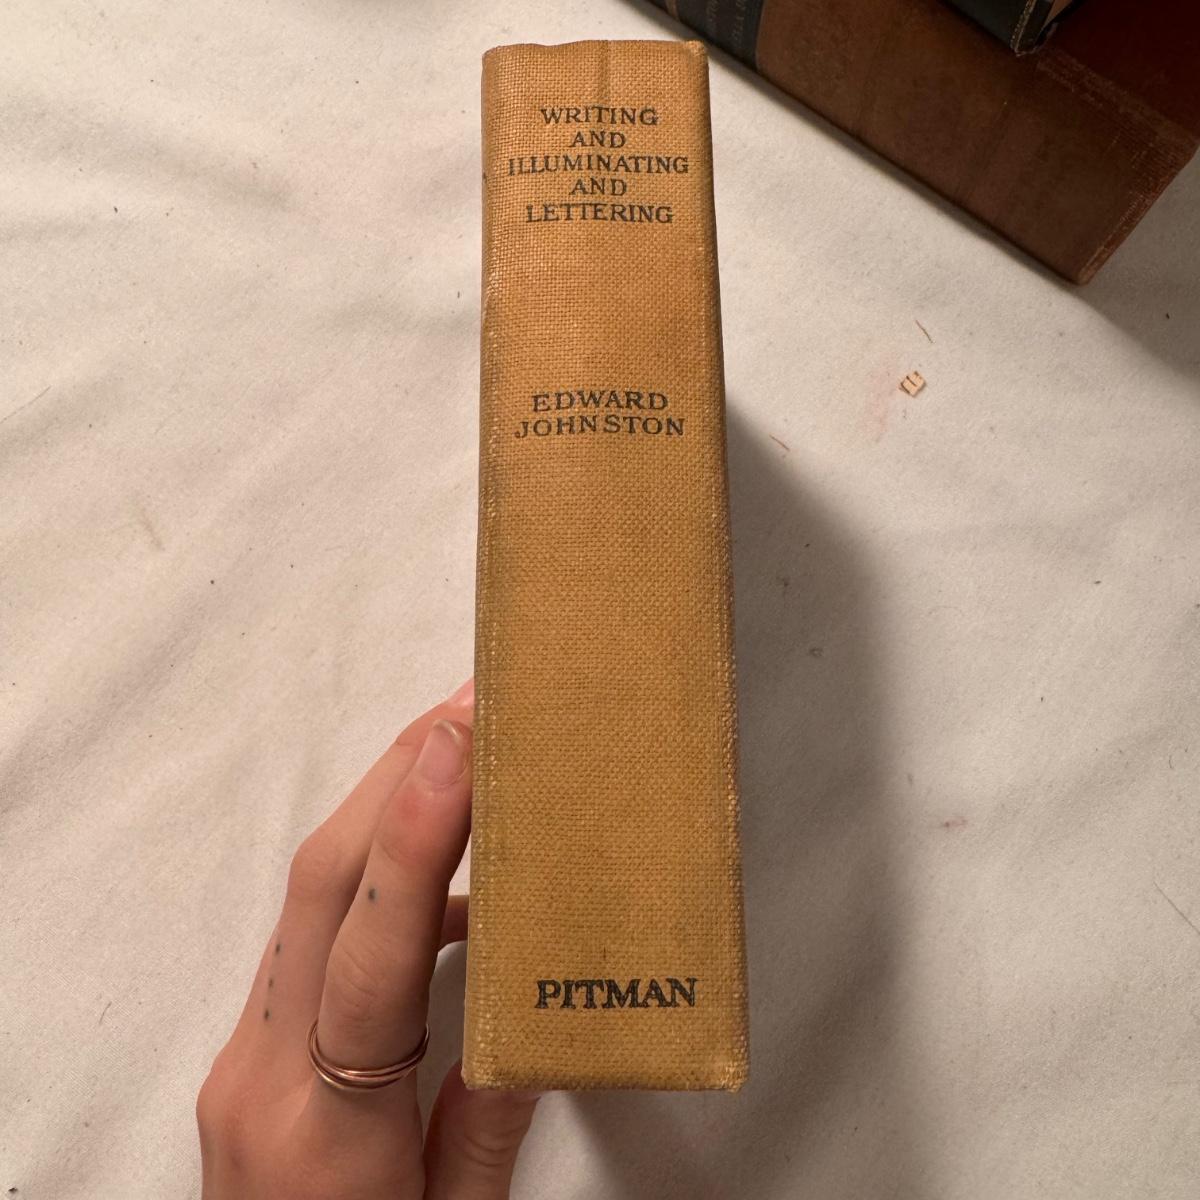 WRITING
AND
ILLUMINATING
AND
LETTERING
EDWARD
JOHNSTON
PITMAN